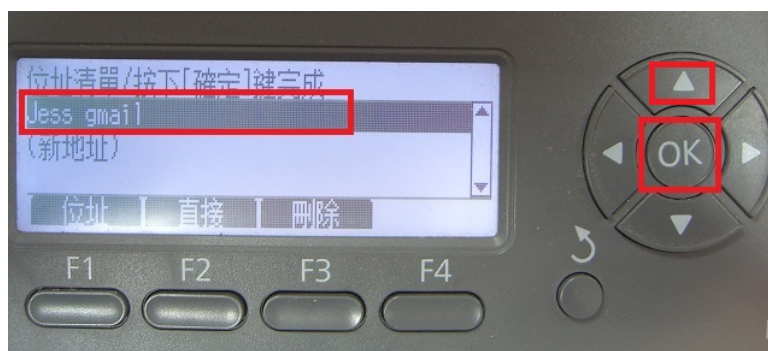 位址清單/按下[確定]鍵完成
Jess gmail
(新地址)
位址 直接 刪除
F1 F2 F3 F4
OK